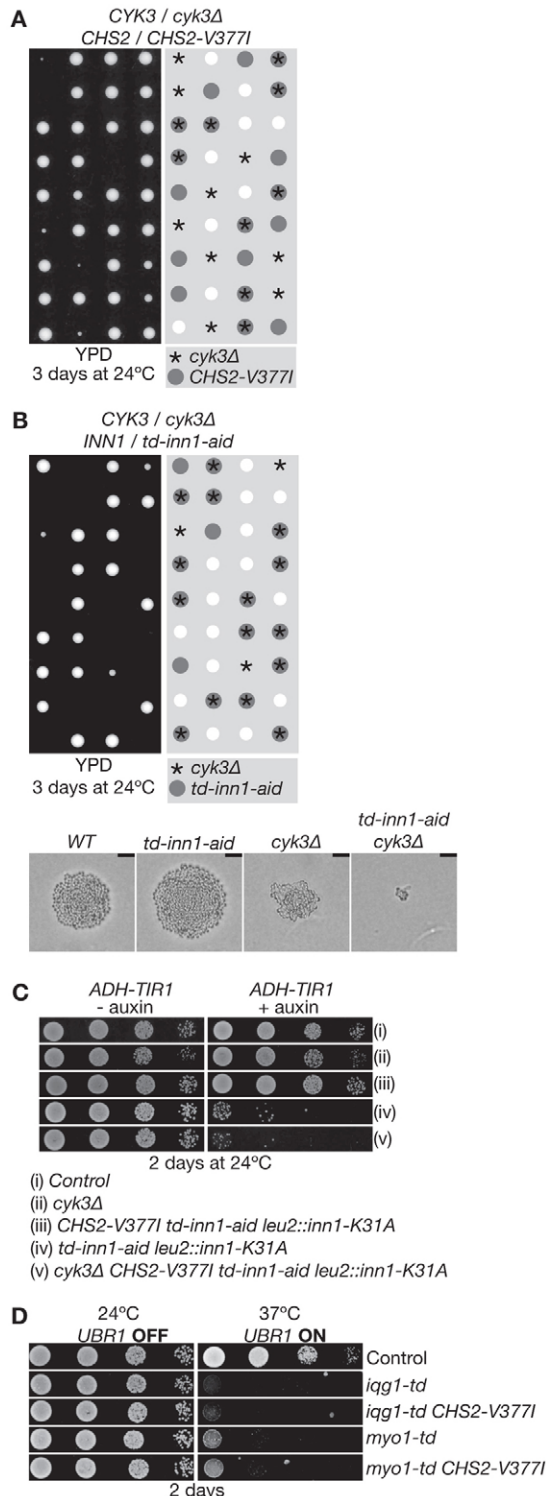 A
CYK3 / cyk3Δ
CHS2 / CHS2-V377I
YPD
3 days at 24ºC
* cyk3Δ
CHS2-V377I
B
CYK3 / cyk3Δ
INN1 / td-inn1-aid
YPD
3 days at 24ºC
* cyk3Δ
td-inn1-aid
WT
td-inn1-aid
cyk3Δ
td-inn1-aid
cyk3Δ
C
ADH-TIR1
- auxin
ADH-TIR1
+ auxin
(i)
(ii)
(iii)
(iv)
(v)
2 days at 24ºC
(i) Control
(ii) cyk3Δ
(iii) CHS2-V377I td-inn1-aid leu2::inn1-K31A
(iv) td-inn1-aid leu2::inn1-K31A
(v) cyk3Δ CHS2-V377I td-inn1-aid leu2::inn1-K31A
D
24ºC
UBR1 OFF
37ºC
UBR1 ON
Control
iqg1-td
iqg1-td CHS2-V377I
myo1-td
myo1-td CHS2-V377I
2 days